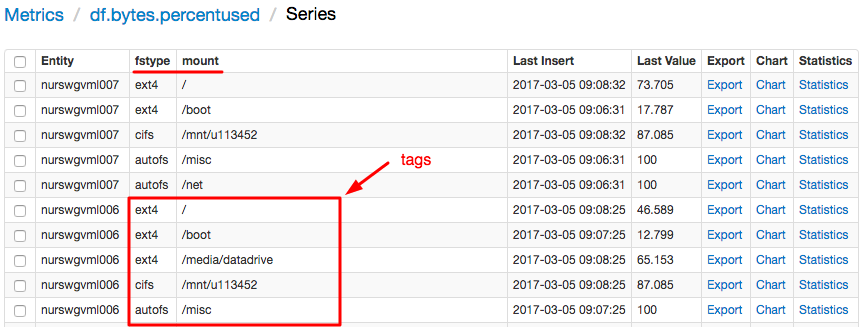 Metrics / df.bytes.percentused / Series
Entity fstype mount Last Insert Last Value Export Chart Statistics
nurswgvml007 ext4 / 2017-03-05 09:08:32 73.705 Export Chart Statistics
nurswgvml007 ext4 /boot 2017-03-05 09:06:31 17.787 Export Chart Statistics
nurswgvml007 cifs /mnt/u113452 2017-03-05 09:08:32 87.085 Export Chart Statistics
nurswgvml007 autofs /misc 2017-03-05 09:06:31 100 Export Chart Statistics
tags
nurswgvml007 autofs /net 2017-03-05 09:06:31 100 Export Chart Statistics
nurswgvml006 ext4 / 2017-03-05 09:08:25 46.589 Export Chart Statistics
nurswgvml006 ext4 /boot 2017-03-05 09:07:25 12.799 Export Chart Statistics
nurswgvml006 ext4 /media/datadrive 2017-03-05 09:08:25 65.153 Export Chart Statistics
nurswgvml006 cifs /mnt/u113452 2017-03-05 09:08:25 87.085 Export Chart Statistics
nurswgvml006 autofs /misc 2017-03-05 09:07:25 100 Export Chart Statistics